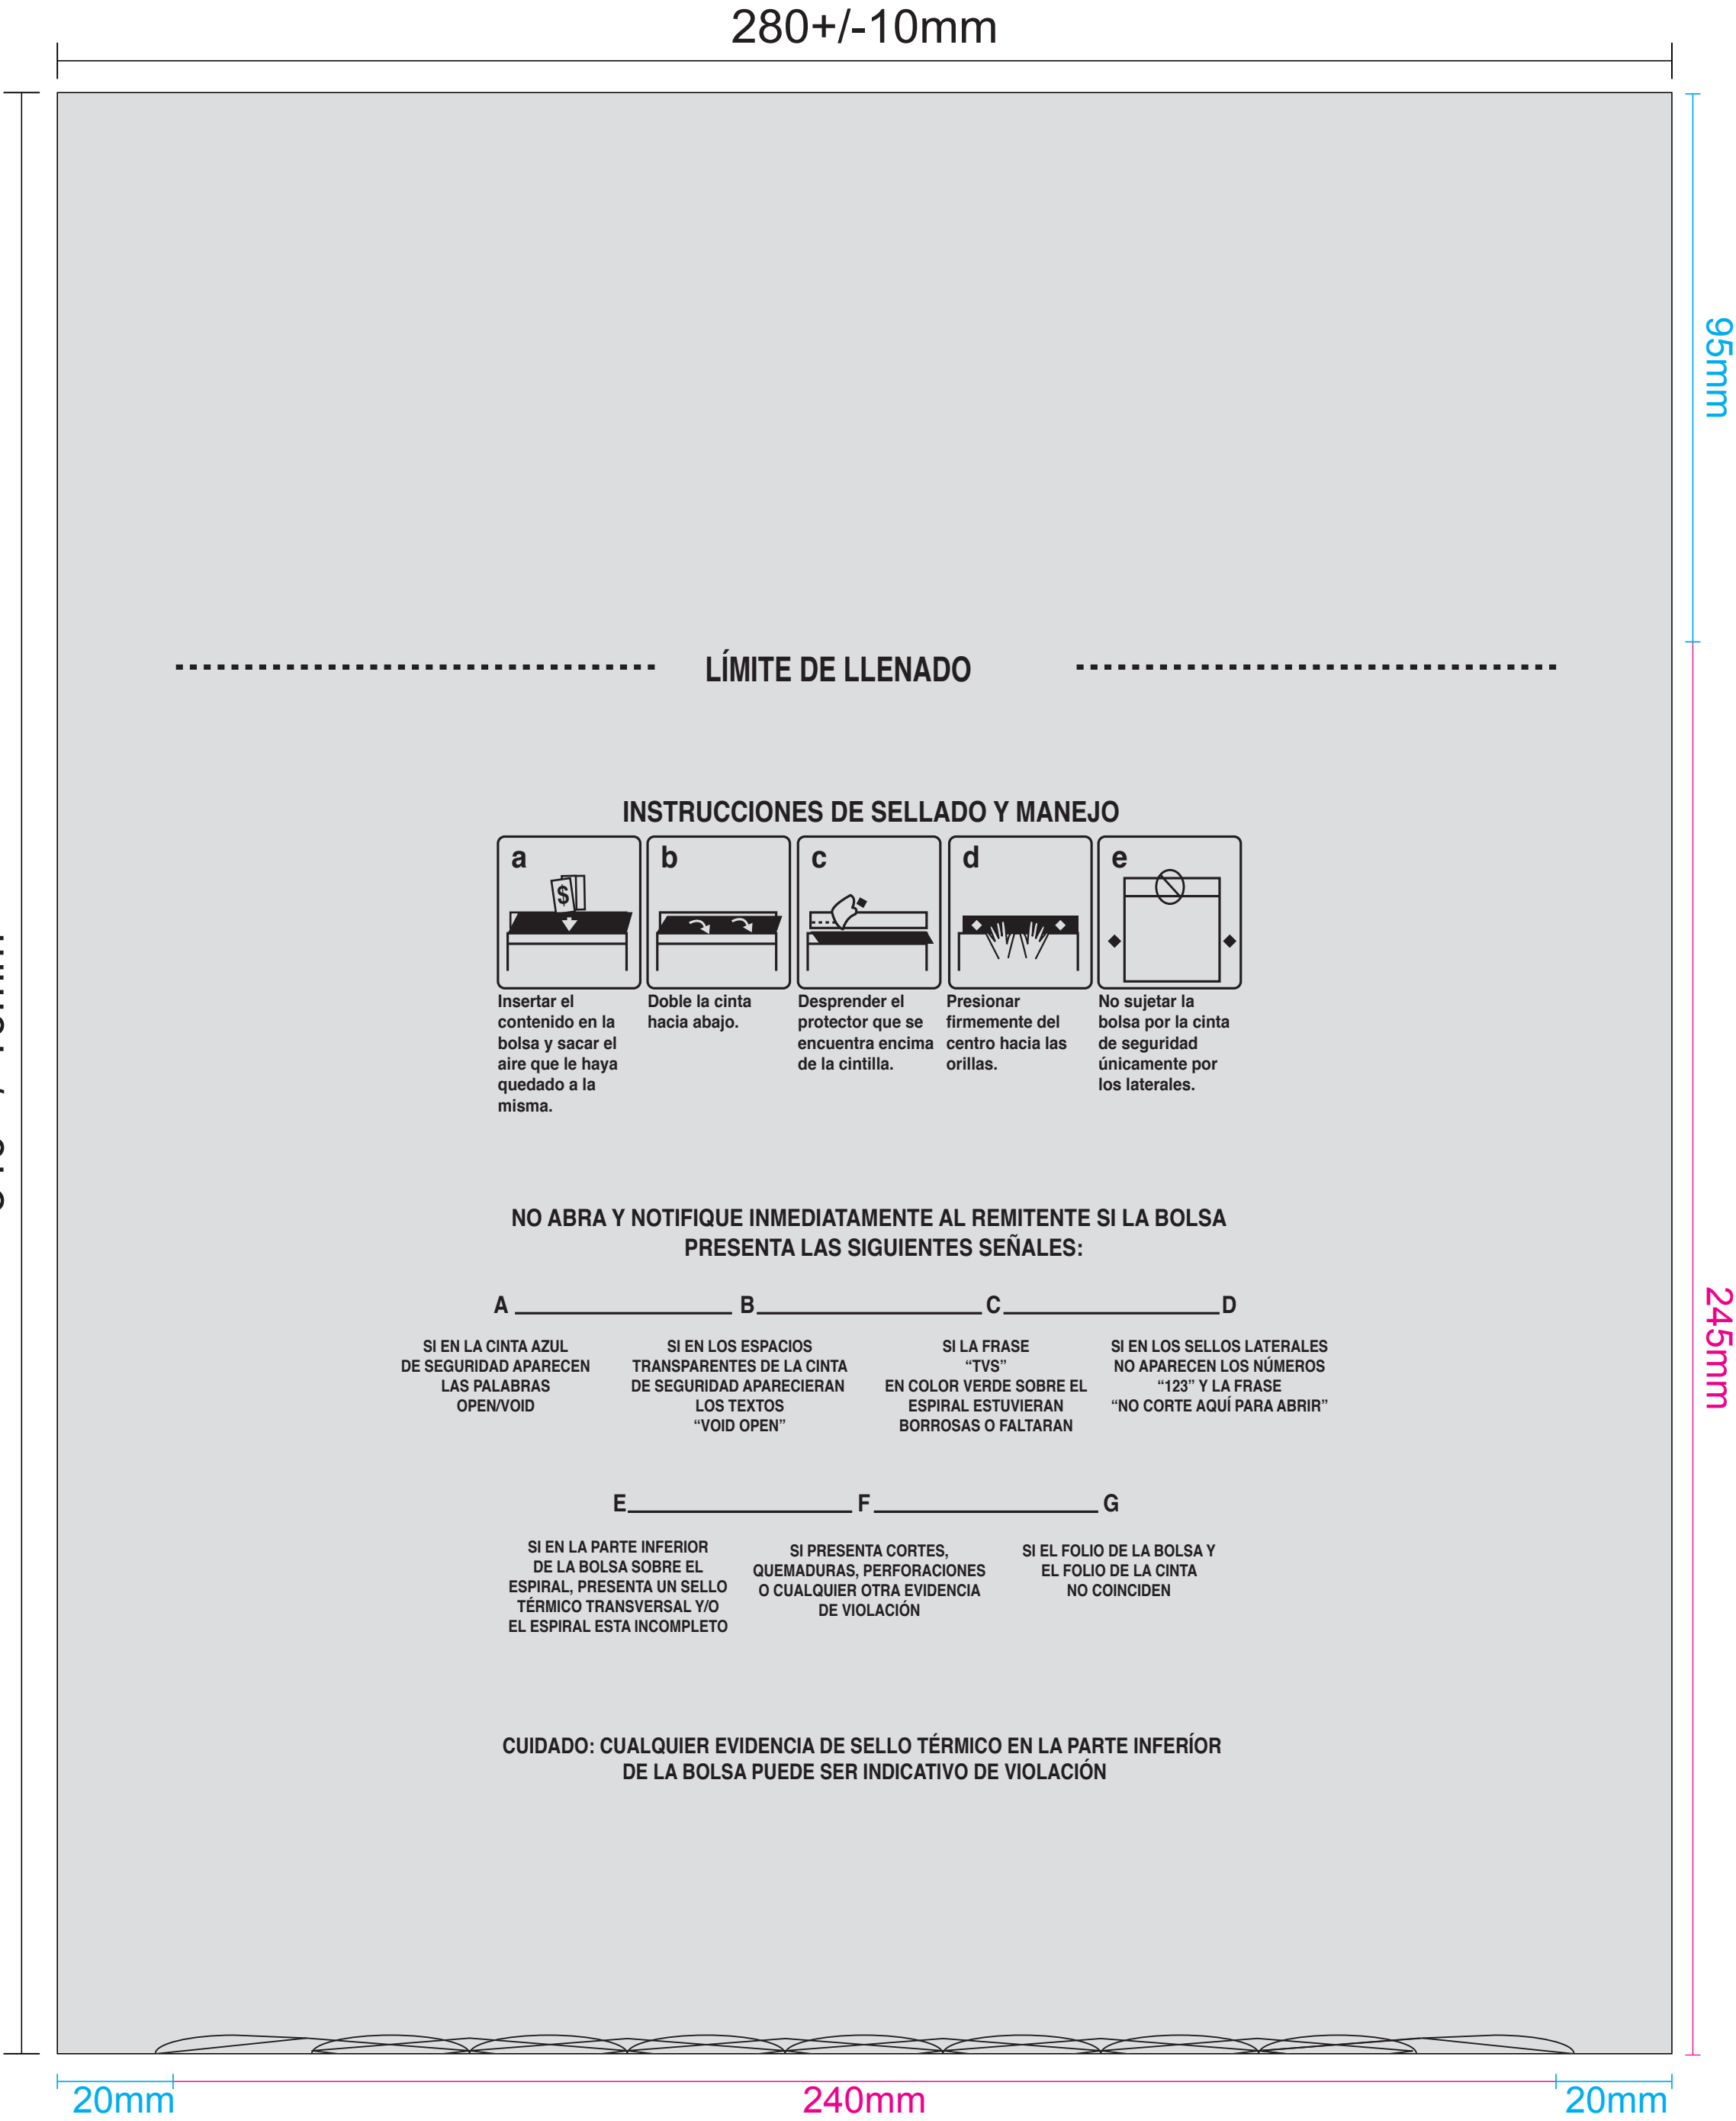 280+/-10mm
95mm
LÍMITE DE LLENADO
INSTRUCCIONES DE SELLADO Y MANEJO
a
$
b
c
d
e
Insertar el
contenido en la
bolsa y sacar el
aire que le haya
quedado a la
misma.
Doble la cinta
hacia abajo.
Desprender el
protector que se
encuentra encima
de la cintilla.
Presionar
firmemente del
centro hacia las
orillas.
No sujetar la
bolsa por la cinta
de seguridad
únicamente por
los laterales.
NO ABRA Y NOTIFIQUE INMEDIATAMENTE AL REMITENTE SI LA BOLSA
PRESENTA LAS SIGUIENTES SEÑALES:
A B C D
SI EN LA CINTA AZUL
DE SEGURIDAD APARECEN
LAS PALABRAS
OPEN/VOID
SI EN LOS ESPACIOS
TRANSPARENTES DE LA CINTA
DE SEGURIDAD APARECIERAN
LOS TEXTOS
“VOID OPEN”
SI LA FRASE
“TVS”
EN COLOR VERDE SOBRE EL
ESPIRAL ESTUVIERAN
BORROSAS O FALTARAN
SI EN LOS SELLOS LATERALES
NO APARECEN LOS NÚMEROS
“123” Y LA FRASE
“NO CORTE AQUÍ PARA ABRIR”
245mm
E F G
SI EN LA PARTE INFERIOR
DE LA BOLSA SOBRE EL
ESPIRAL, PRESENTA UN SELLO
TÉRMICO TRANSVERSAL Y/O
EL ESPIRAL ESTA INCOMPLETO
SI PRESENTA CORTES,
QUEMADURAS, PERFORACIONES
O CUALQUIER OTRA EVIDENCIA
DE VIOLACIÓN
SI EL FOLIO DE LA BOLSA Y
EL FOLIO DE LA CINTA
NO COINCIDEN
CUIDADO: CUALQUIER EVIDENCIA DE SELLO TÉRMICO EN LA PARTE INFERÍOR
DE LA BOLSA PUEDE SER INDICATIVO DE VIOLACIÓN
20mm
240mm
20mm